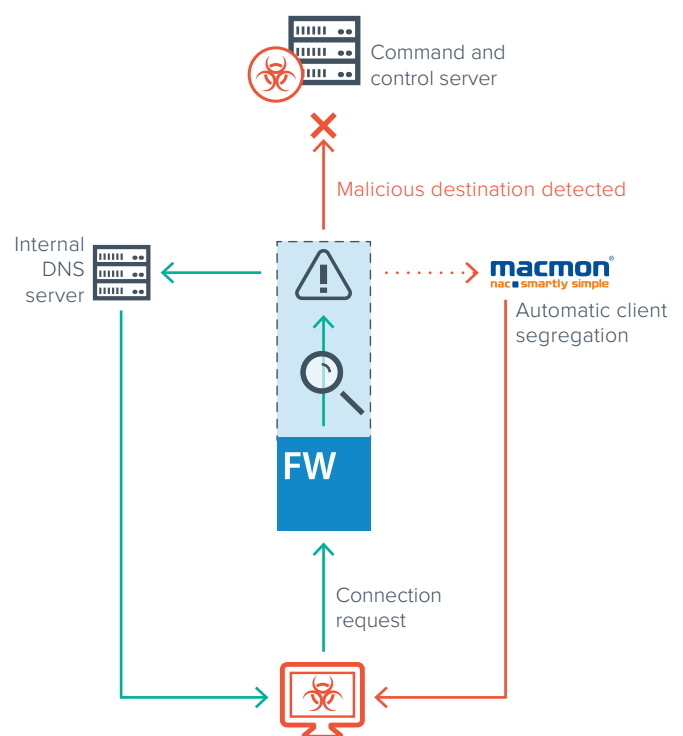 Command and
control server
Malicious destination detected
Internal
DNS
server
macmon®
nac smartly simple
Automatic client
segregation
FW
Connection
request